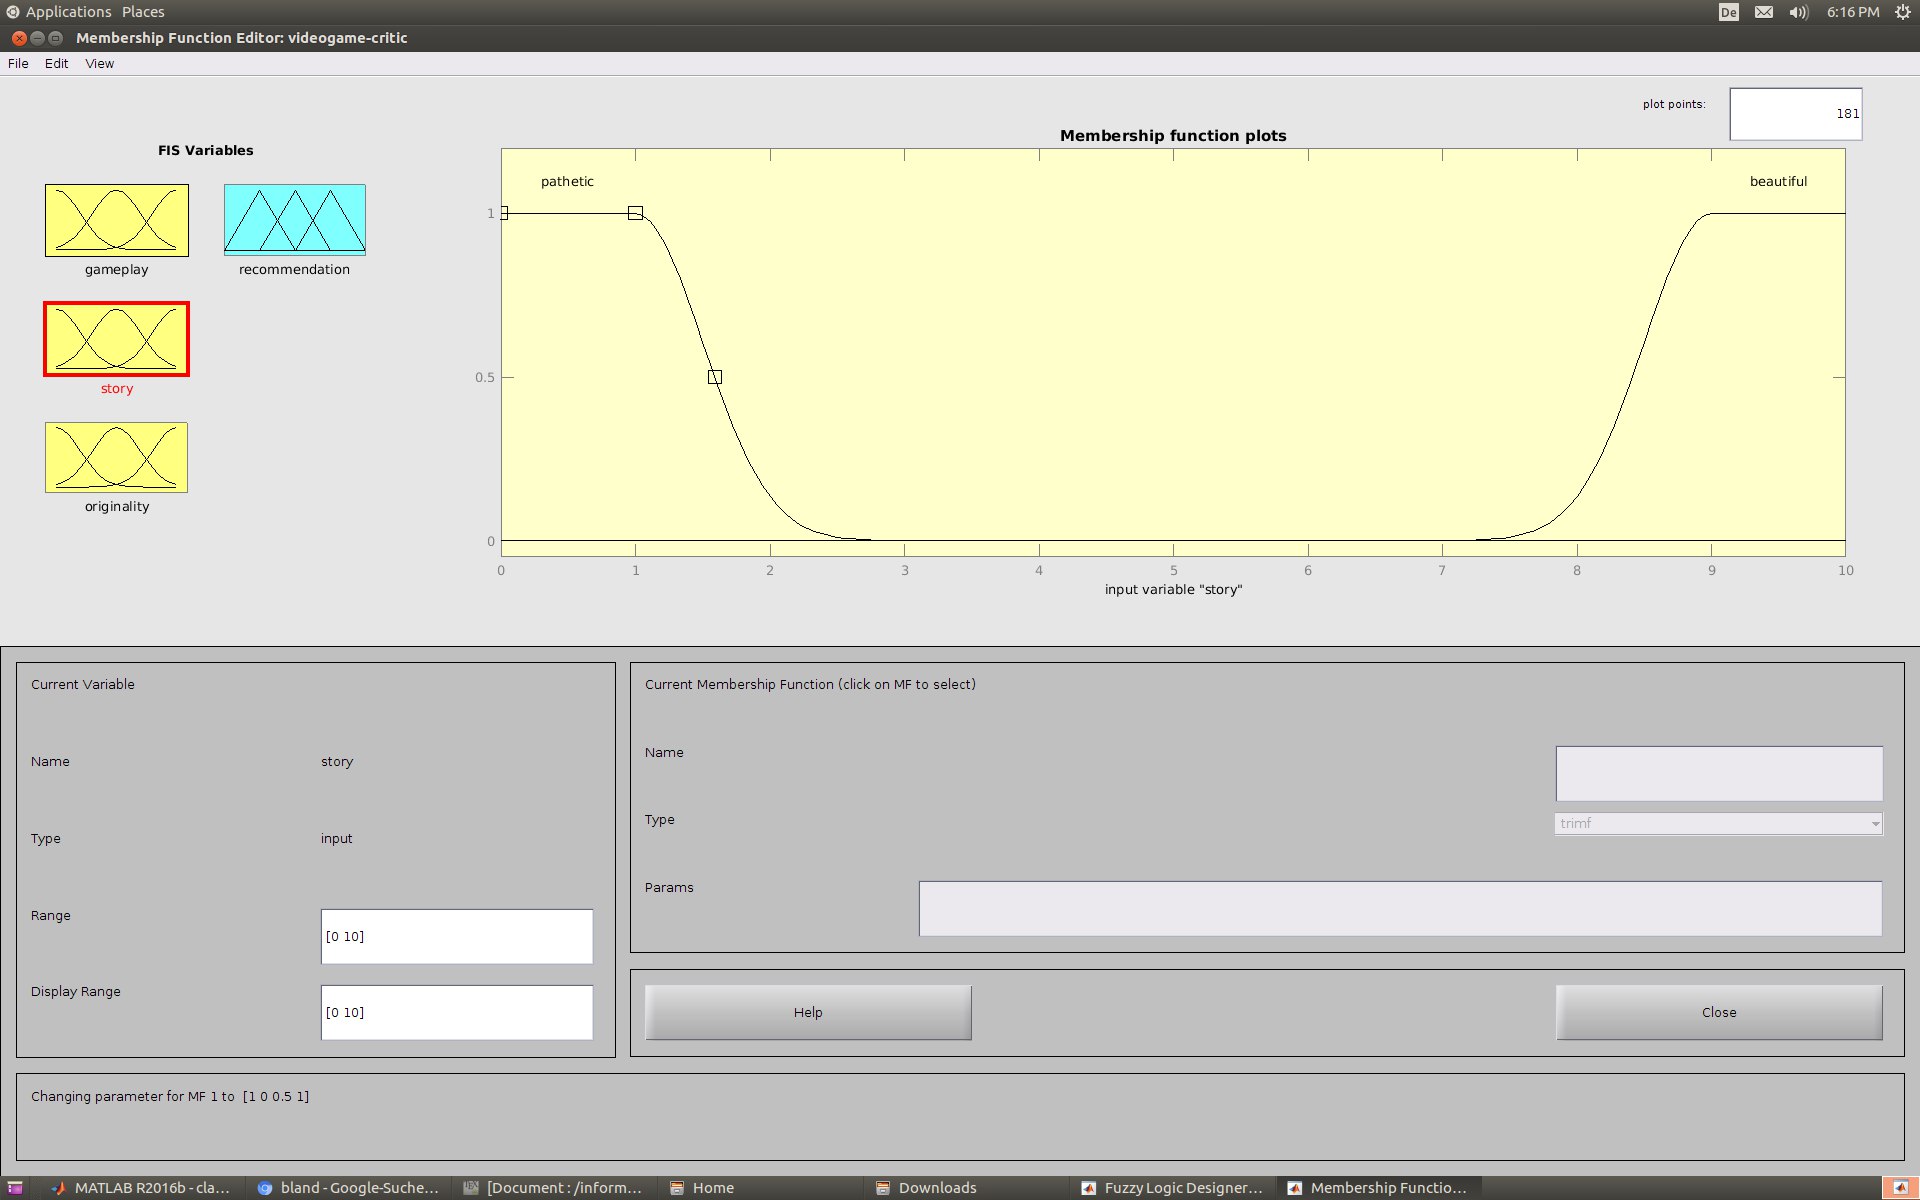 Applications Places De 6:16 PM
Membership Function Editor: videogame-critic
File Edit View
plot points: 181
FIS Variables
Membership function plots
gameplay
recommendation
story
originality
pathetic
beautiful
1
0.5
0
0 1 2 3 4 5 6 7 8 9 10
input variable "story"
Current Variable
Name story
Type input
Range [0 10]
Display Range [0 10]
Current Membership Function (click on MF to select)
Name
Type trimf
Params
Help Close
Changing parameter for MF 1 to [1 0 0.5 1]
MATLAB R2016b - cla... bland - Google-Suche... [Document : /inform... Home Downloads Fuzzy Logic Designer... Membership Functio...